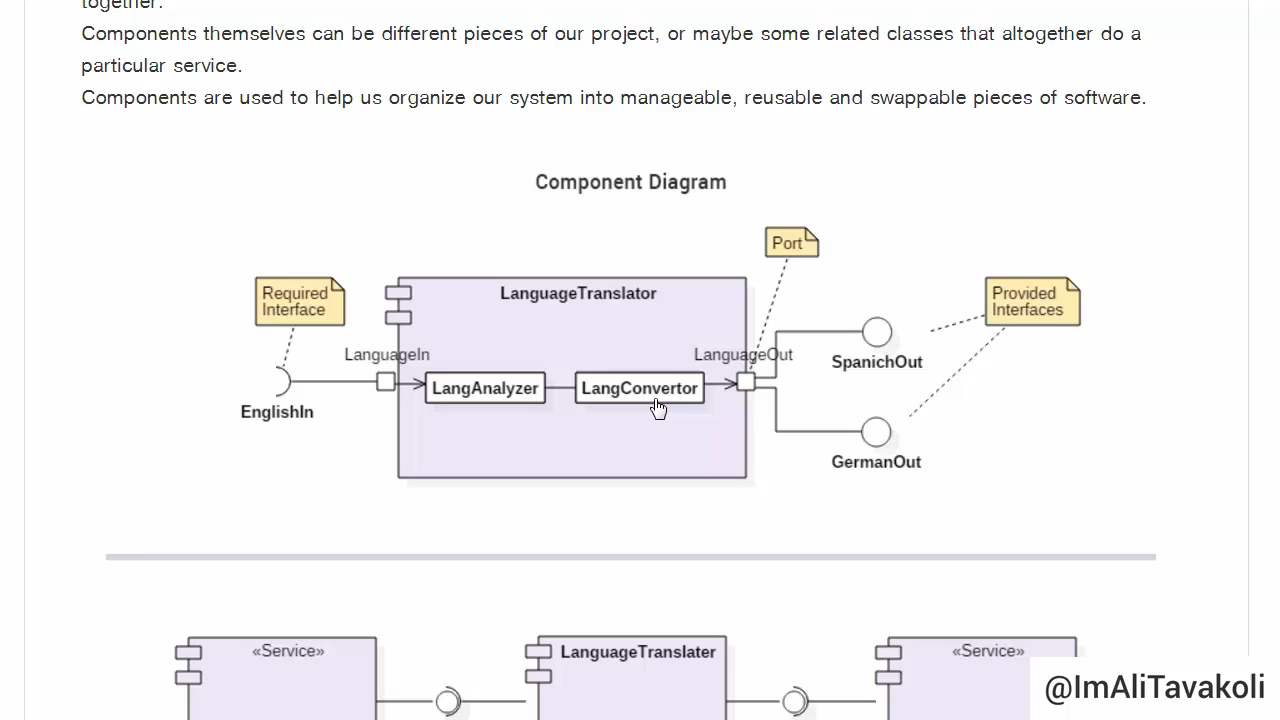 together.
Components themselves can be different pieces of our project, or maybe some related classes that altogether do a
particular service.
Components are used to help us organize our system into manageable, reusable and swappable pieces of software.
Component Diagram
Port
Required
Interface
LanguageTranslator
Provided
Interfaces
LanguageIn
LanguageOut
SpanichOut
LangAnalyzer
LangConvertor
EnglishIn
GermanOut
«Service»
LanguageTranslater
«Service»
@ImAliTavakoli